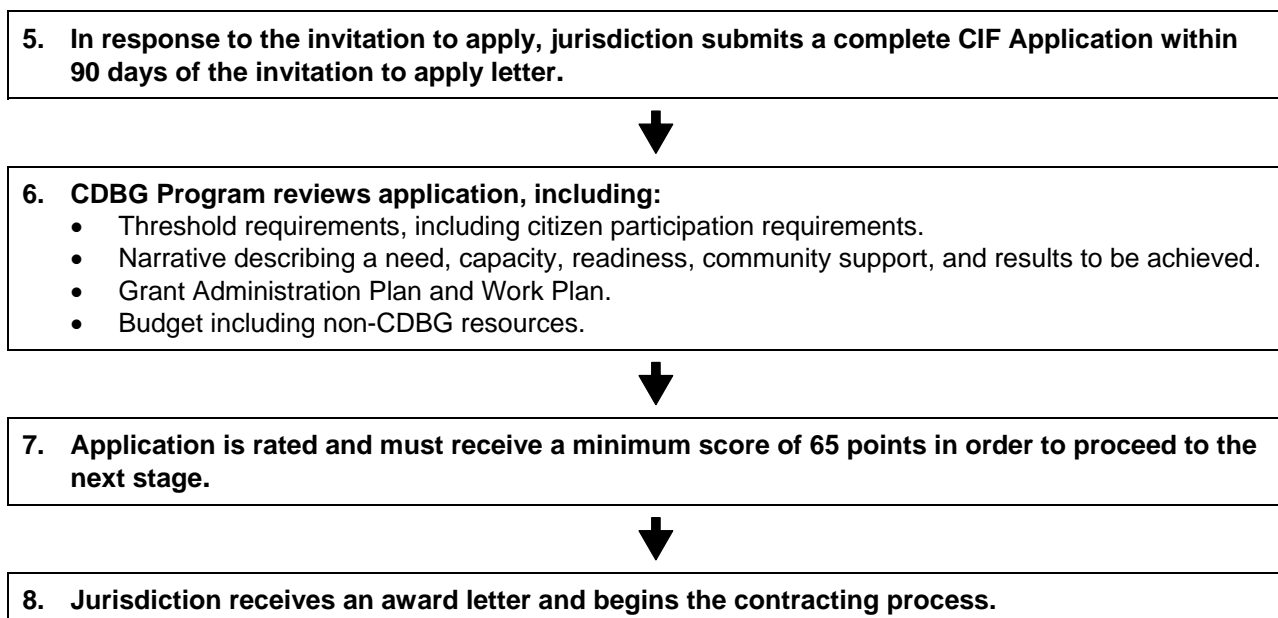 5. In response to the invitation to apply, jurisdiction submits a complete CIF Application within
90 days of the invitation to apply letter.
6. CDBG Program reviews application, including:
• Threshold requirements, including citizen participation requirements.
• Narrative describing a need, capacity, readiness, community support, and results to be achieved.
• Grant Administration Plan and Work Plan.
• Budget including non-CDBG resources.
7. Application is rated and must receive a minimum score of 65 points in order to proceed to the
next stage.
8. Jurisdiction receives an award letter and begins the contracting process.